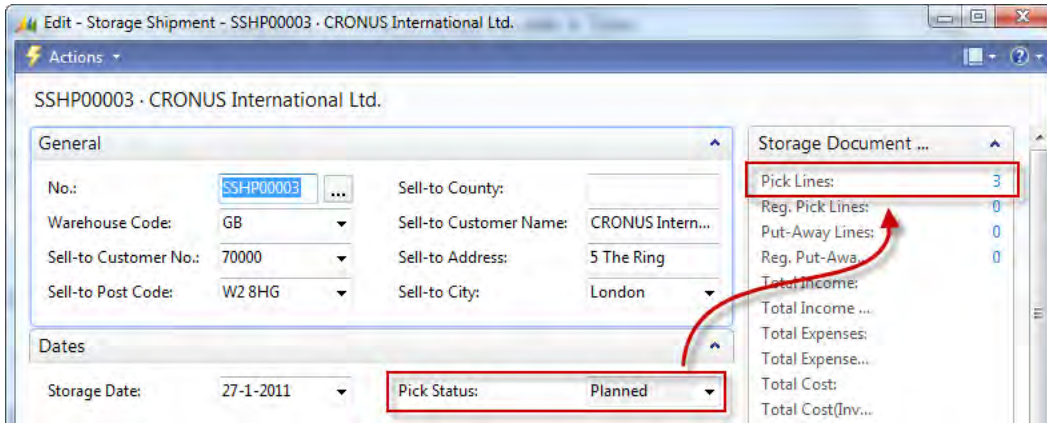 Edit - Storage Shipment - SSHP00003 · CRONUS International Ltd.
Actions
SSHP00003 · CRONUS International Ltd.
General
No.: SSHP00003 ...
Sell-to County:
Warehouse Code: GB
Sell-to Customer Name: CRONUS Intern...
Sell-to Customer No.: 70000
Sell-to Address: 5 The Ring
Sell-to Post Code: W2 8HG
Sell-to City: London
Dates
Storage Date: 27-1-2011
Pick Status: Planned
Storage Document ...
Pick Lines: 3
Reg. Pick Lines: 0
Put-Away Lines: 0
Reg. Put-Awa... 0
Total Income:
Total Income ...
Total Expenses:
Total Expense...
Total Cost:
Total Cost(Inv...